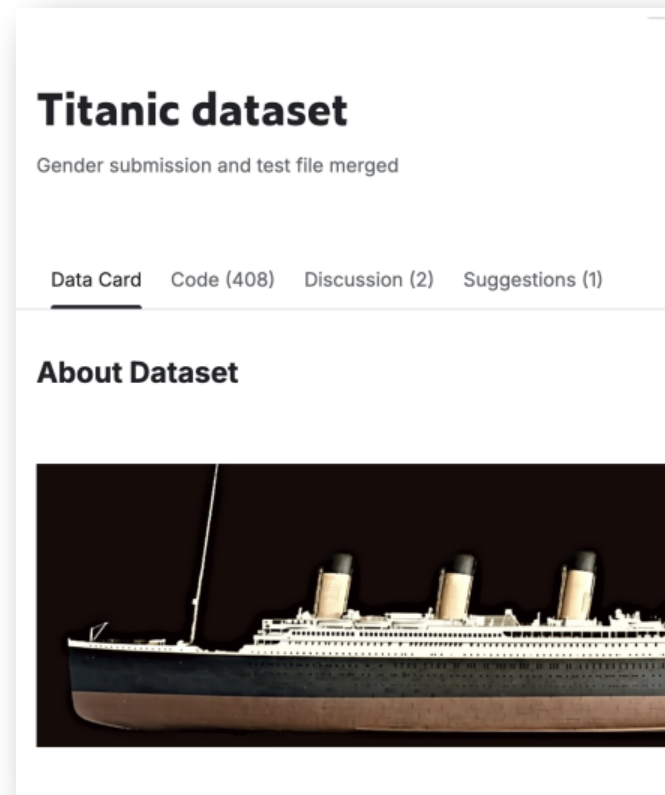 Titanic dataset
Gender submission and test file merged
Data Card Code (408) Discussion (2) Suggestions (1)
About Dataset